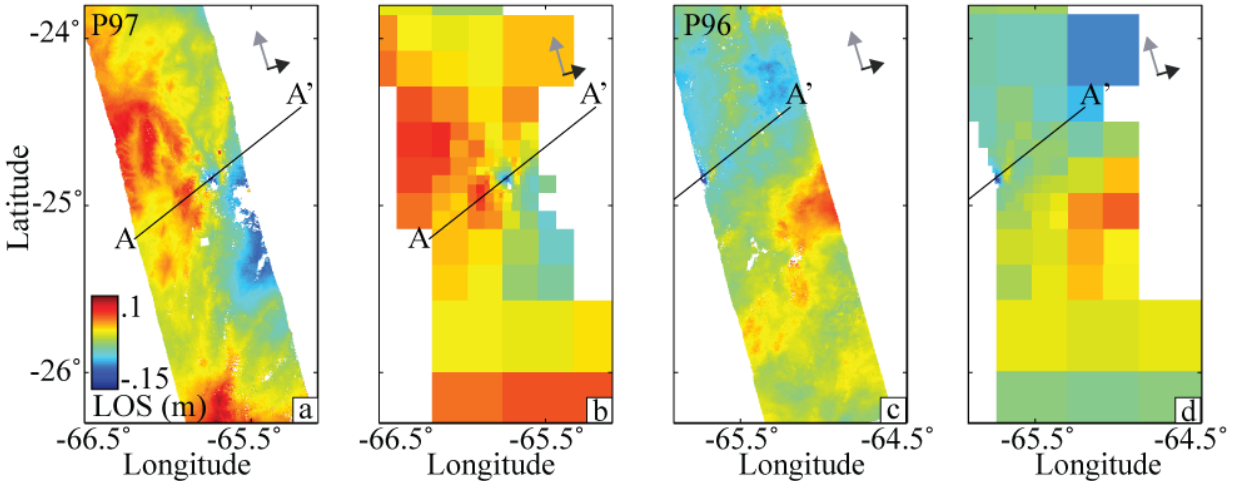 P97
P96
-24°
-25°
-26°
Latitude
A
A'
A
A'
A'
A'
.1
-.15
LOS (m)
a
b
c
d
-66.5° -65.5°
-66.5° -65.5°
-65.5° -64.5°
-65.5° -64.5°
Longitude
Longitude
Longitude
Longitude